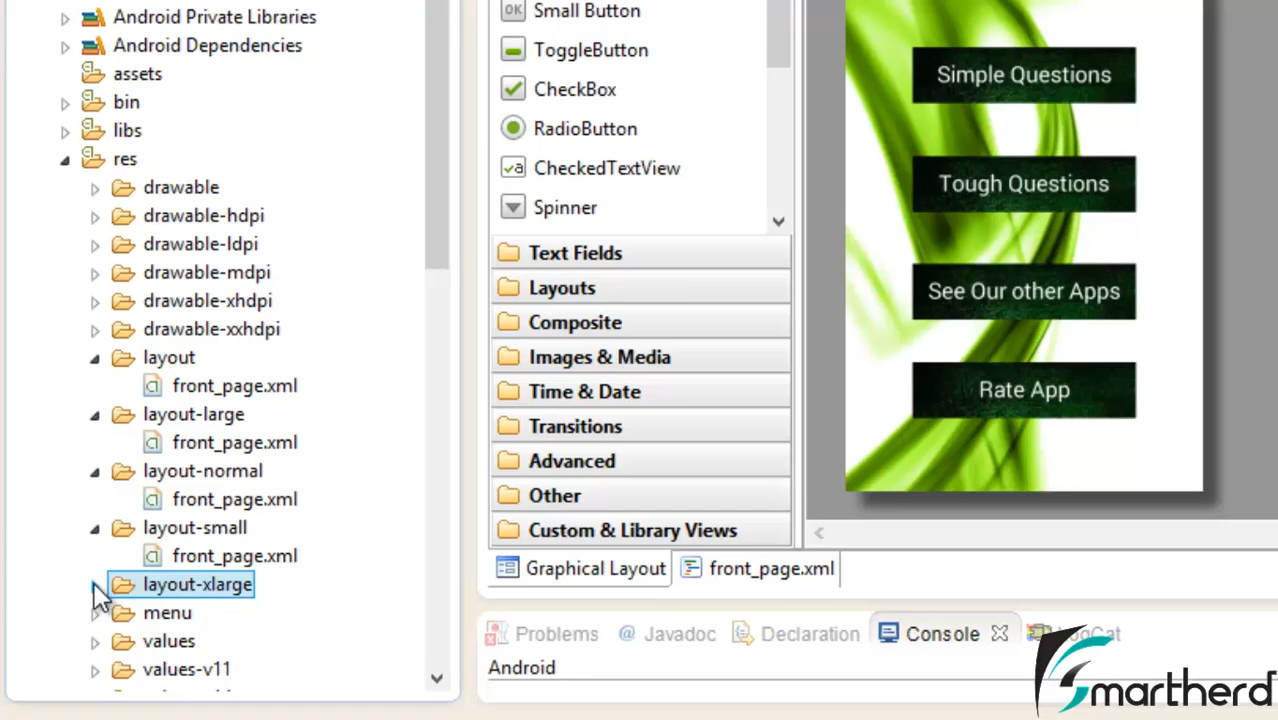 Android Private Libraries
Android Dependencies
assets
bin
libs
res
drawable
drawable-hdpi
drawable-ldpi
drawable-mdpi
drawable-xhdpi
drawable-xxhdpi
layout
front_page.xml
layout-large
front_page.xml
layout-normal
front_page.xml
layout-small
front_page.xml
layout-xlarge
menu
values
values-v11
OK Small Button
ToggleButton
CheckBox
RadioButton
CheckedTextView
Spinner
Text Fields
Layouts
Composite
Images & Media
Time & Date
Transitions
Advanced
Other
Custom & Library Views
Simple Questions
Tough Questions
See Our other Apps
Rate App
Graphical Layout front_page.xml
Problems @ Javadoc Declaration Console LogCat
Android
Smartherd